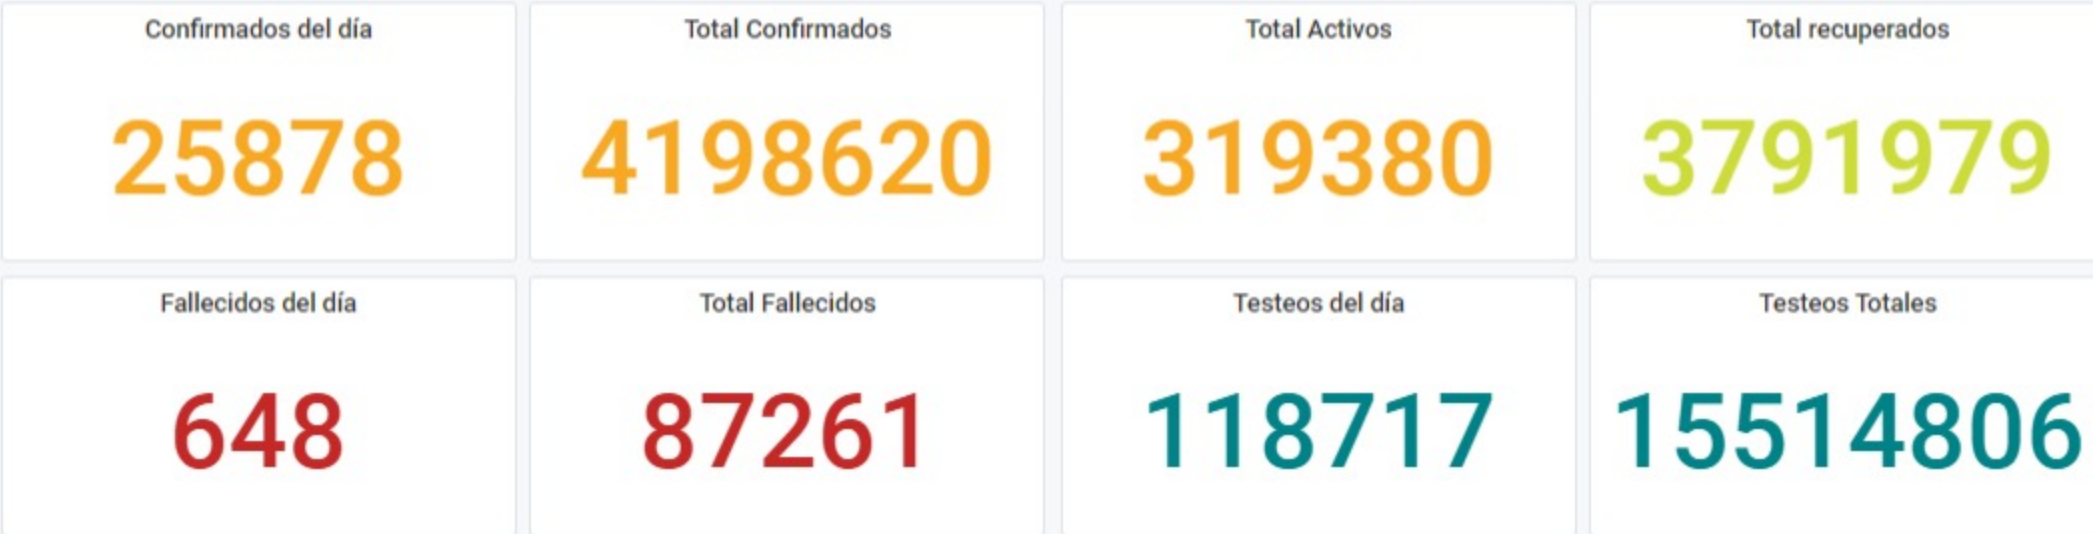 Confirmados del día
25878
Total Confirmados
4198620
Total Activos
319380
Total recuperados
3791979
Fallecidos del día
648
Total Fallecidos
87261
Testeos del día
118717
Testeos Totales
15514806